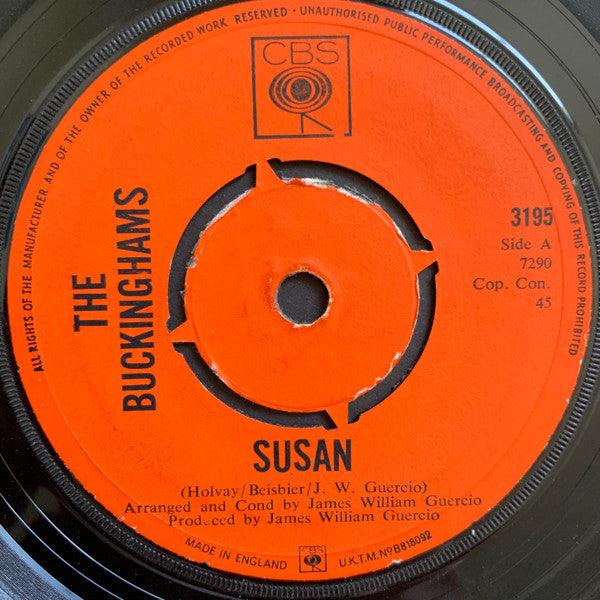 ALL RIGHTS OF THE MANUFACTURER AND OF THE OWNER OF THE RECORDED WORK RESERVED · UNAUTHORISED PUBLIC PERFORMANCE BROADCASTING AND COPYING OF THIS RECORD PROHIBITED
CBS
THE
BUCKINGHAMS
3195
Side A
7290
Cop. Con.
45
SUSAN
(Holvay/Beisbier/J. W. Guercio)
Arranged and Cond by James William Guercio
Produced by James William Guercio
MADE IN ENGLAND
CBS
U.K.T.M.NºB818092